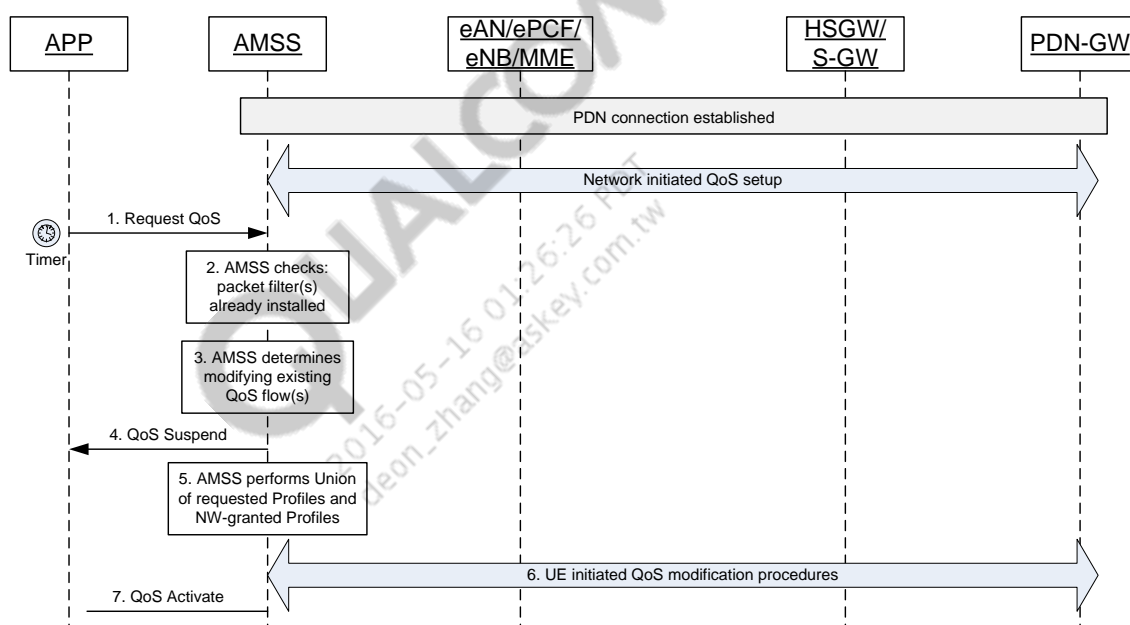 APP
AMSS
eAN/ePCF/
eNB/MME
HSGW/
S-GW
PDN-GW
PDN connection established
Network initiated QoS setup
1. Request QoS
Timer
2. AMSS checks:
packet filter(s)
already installed
3. AMSS determines
modifying existing
QoS flow(s)
4. QoS Suspend
5. AMSS performs Union
of requested Profiles and
NW-granted Profiles
6. UE initiated QoS modification procedures
7. QoS Activate
QUALCOM
2016-05-16 01:26:26 PDT
deon_zhang@askey.com.tw